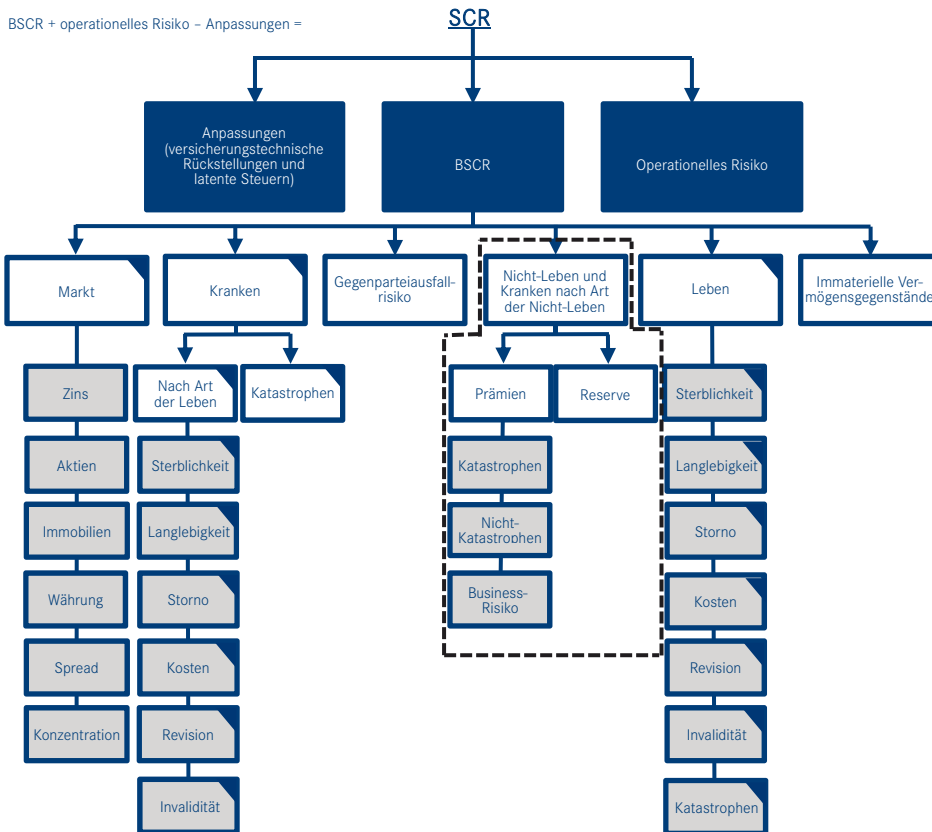 BSCR + operationelles Risiko – Anpassungen =
SCR
Anpassungen
(versicherungstechnische
Rückstellungen und
latente Steuern)
BSCR
Operationelles Risiko
Markt
Kranken
Gegenparteiausfall-
risiko
Nicht-Leben und
Kranken nach Art
der Nicht-Leben
Leben
Immaterielle Ver-
mögensgegenstände
Zins
Aktien
Immobilien
Währung
Spread
Konzentration
Nach Art
der Leben
Sterblichkeit
Langlebigkeit
Storno
Kosten
Revision
Invalidität
Katastrophen
Prämien
Katastrophen
Nicht-
Katastrophen
Business-
Risiko
Reserve
Sterblichkeit
Langlebigkeit
Storno
Kosten
Revision
Invalidität
Katastrophen